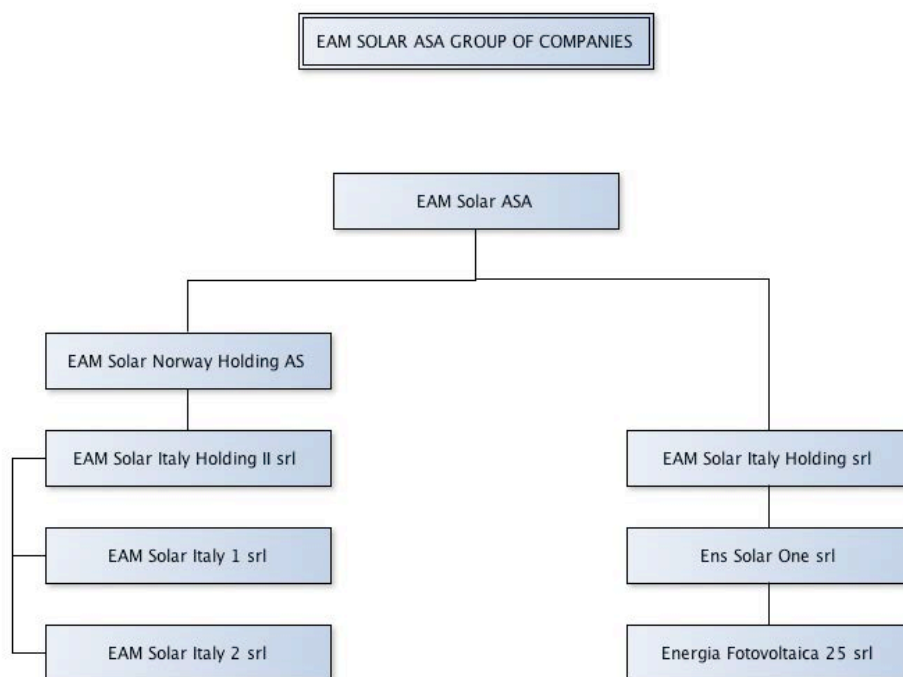 EAM SOLAR ASA GROUP OF COMPANIES
EAM Solar ASA
EAM Solar Norway Holding AS
EAM Solar Italy Holding II srl
EAM Solar Italy Holding srl
EAM Solar Italy 1 srl
Ens Solar One srl
EAM Solar Italy 2 srl
Energia Fotovoltaica 25 srl